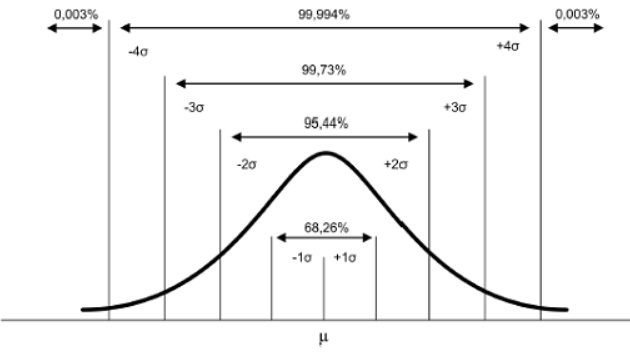 0,003% 99,994% 0,003%
-4σ +4σ
99,73%
-3σ +3σ
95,44%
-2σ +2σ
68,26%
-1σ +1σ
μ